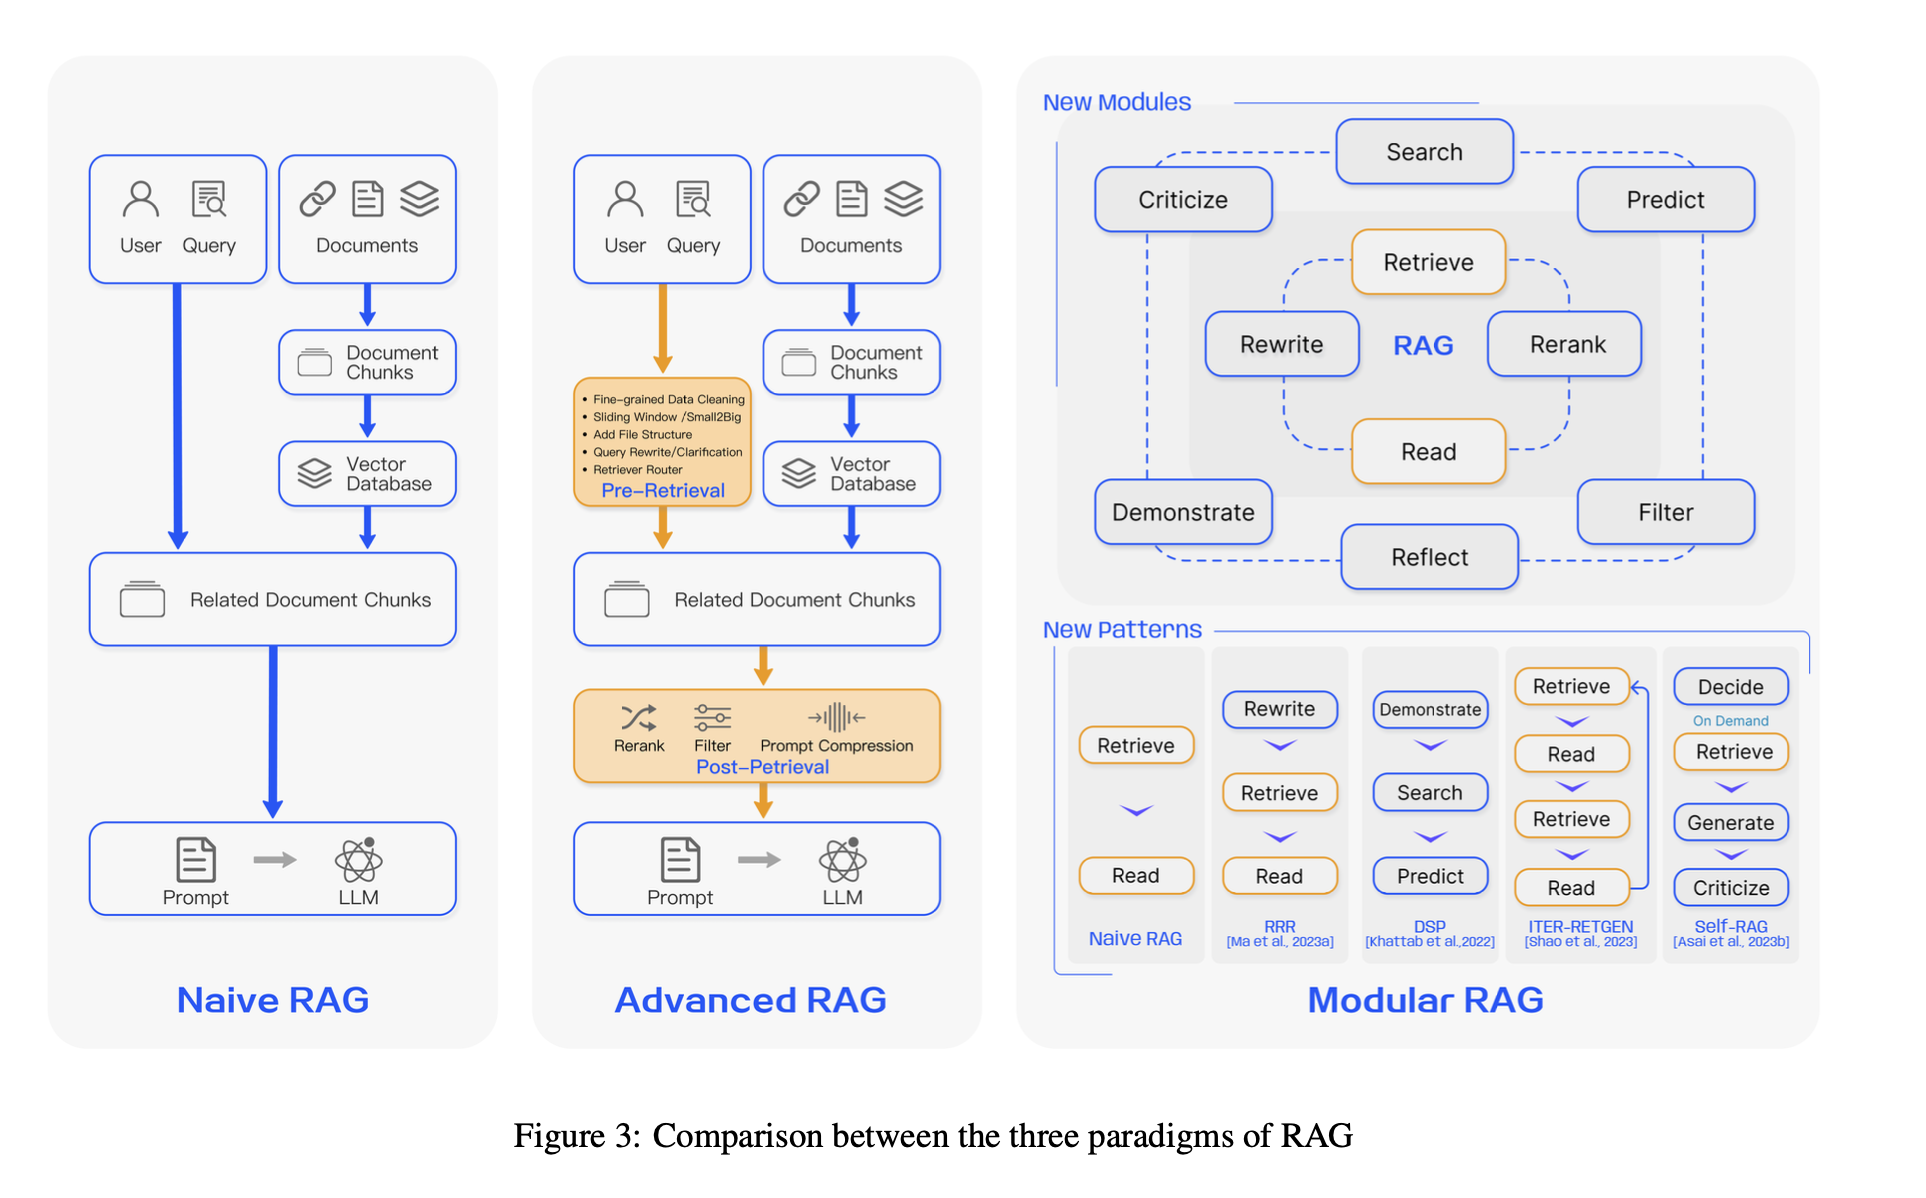 User Query
Documents
Document
Chunks
Vector
Database
Related Document Chunks
Prompt
LLM
Naive RAG
User Query
Documents
• Fine-grained Data Cleaning
• Sliding Window /Small2Big
• Add File Structure
• Query Rewrite/Clarification
• Retriever Router
Pre-Retrieval
Document
Chunks
Vector
Database
Related Document Chunks
Rerank
Filter
Prompt Compression
Post-Petrieval
Prompt
LLM
Advanced RAG
New Modules
Search
Criticize
Predict
Retrieve
Rewrite
RAG
Rerank
Read
Demonstrate
Filter
Reflect
New Patterns
Retrieve
Read
Naive RAG
Rewrite
Retrieve
Read
RRR
[Ma et al., 2023a]
Demonstrate
Search
Predict
DSP
[Khattab et al.,2022]
Retrieve
Read
Retrieve
Read
ITER-RETGEN
[Shao et al., 2023]
Decide
On Demand
Retrieve
Generate
Criticize
Self-RAG
[Asai et al., 2023b]
Modular RAG
Figure 3: Comparison between the three paradigms of RAG